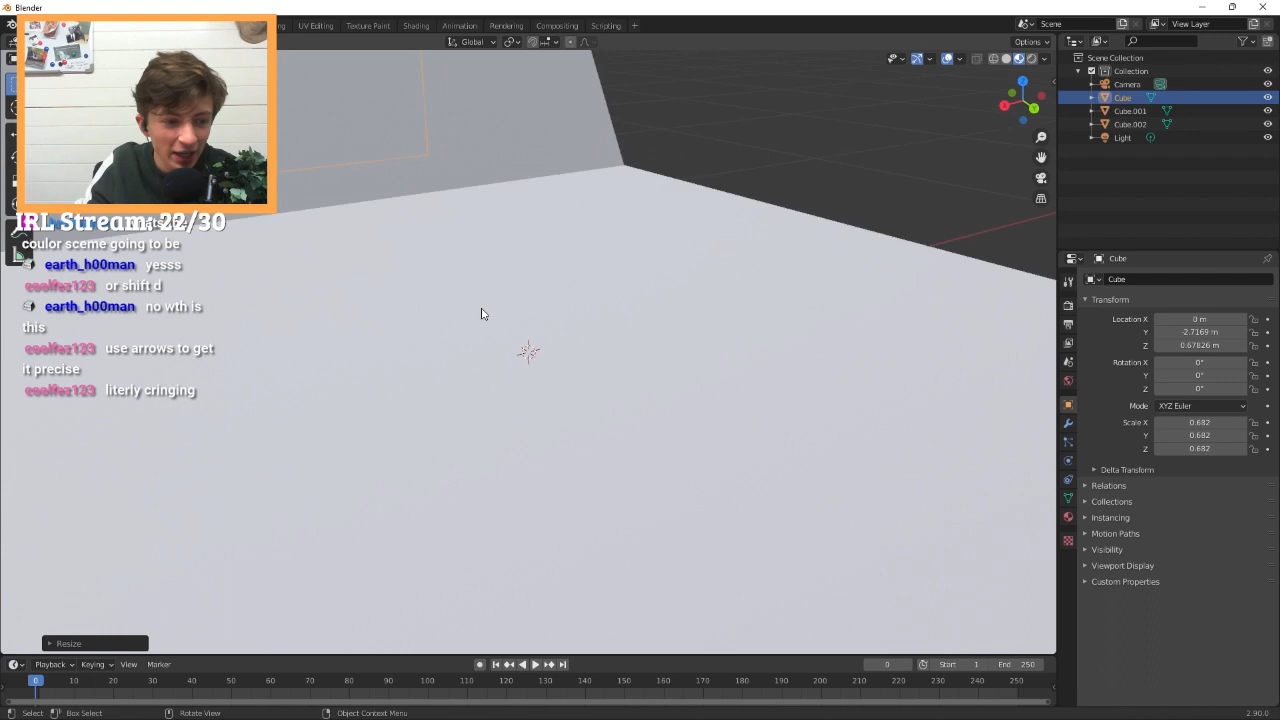 Blender
UV Editing
Texture Paint
Shading
Animation
Rendering
Compositing
Scripting
Scene
View Layer
Global
Options
Scene Collection
Collection
Camera
Cube
Cube.001
Cube.002
Light
X
Y
Z
IRL Stream: 22/30
coulor sceme going to be
earth_h00man yesss
coolfez123 or shift d
earth_h00man no wth is
this
coolfez123 use arrows to get
it precise
coolfez123 literly cringing
Cube
Cube
Transform
Location X 0 m
Y -2.7169 m
Z 0.67826 m
Rotation X 0°
Y 0°
Z 0°
Mode XYZ Euler
Scale X 0.682
Y 0.682
Z 0.682
Delta Transform
Relations
Collections
Instancing
Motion Paths
Visibility
Viewport Display
Custom Properties
Resize
Playback Keying View Marker
0 Start 1 End 250
0 10 20 30 40 50 60 70 80 90 100 110 120 130 140 150 160 170 180 190 200 210 220 230 240 250
Select Box Select Rotate View Object Context Menu 2.90.0